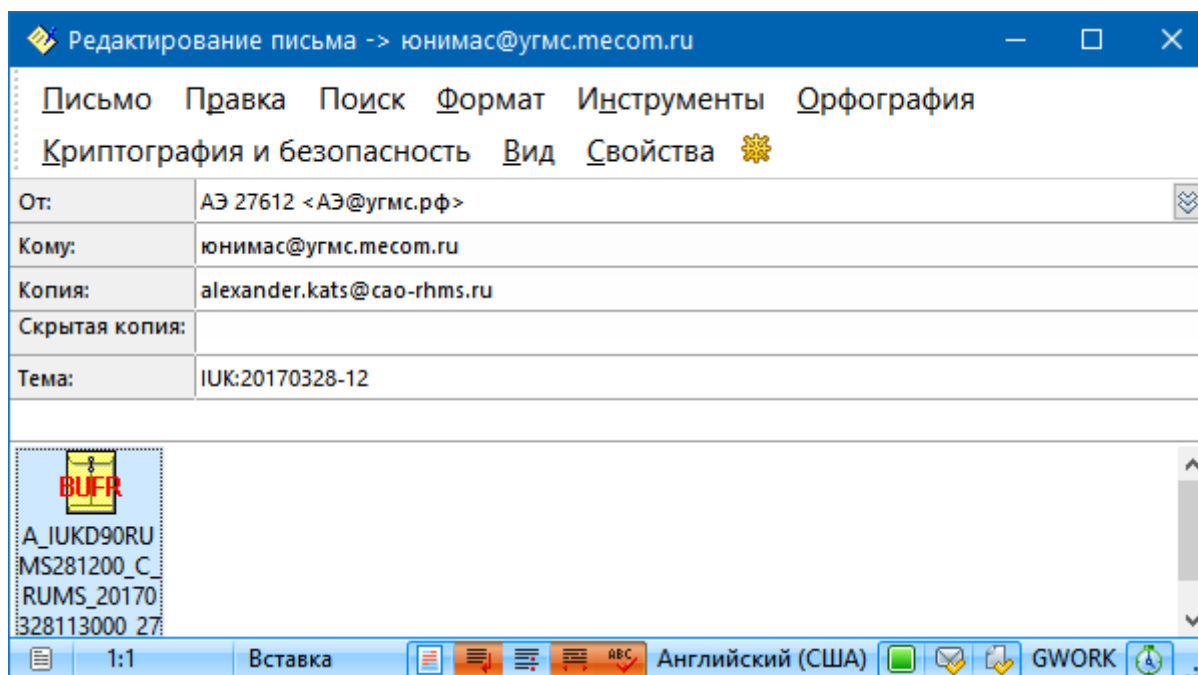 Редактирование письма -> юнимас@угмс.mecom.ru
Письмо Правка Поиск Формат Инструменты Орфография
Криптография и безопасность Вид Свойства
От: АЭ 27612 <АЭ@угмс.рф>
Кому: юнимас@угмс.mecom.ru
Копия: alexander.kats@cao-rhms.ru
Скрытая копия:
Тема: IUK:20170328-12
BUFR
A_IUKD90RU
MS281200_C_
RUMS_20170
328113000_27
1:1 Вставка ABC Английский (США) GWORK